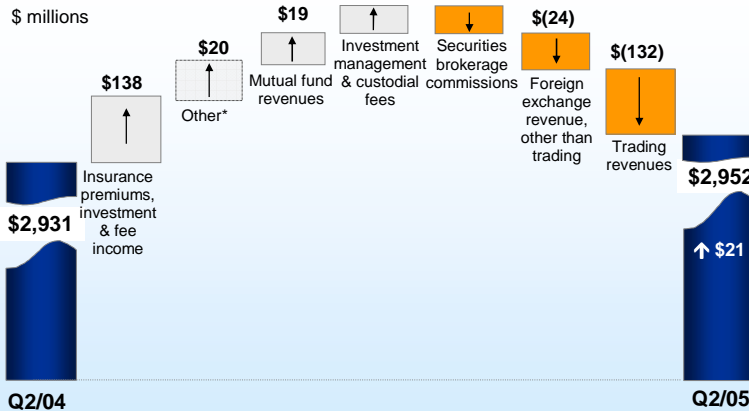 $ millions
$2,931
Q2/04
$138
Insurance
premiums,
investment
& fee
income
$20
Other*
$19
Mutual fund
revenues
Investment
management
& custodial
fees
Securities
brokerage
commissions
$(24)
Foreign
exchange
revenue,
other than
trading
$(132)
Trading
revenues
$2,952
↑ $21
Q2/05